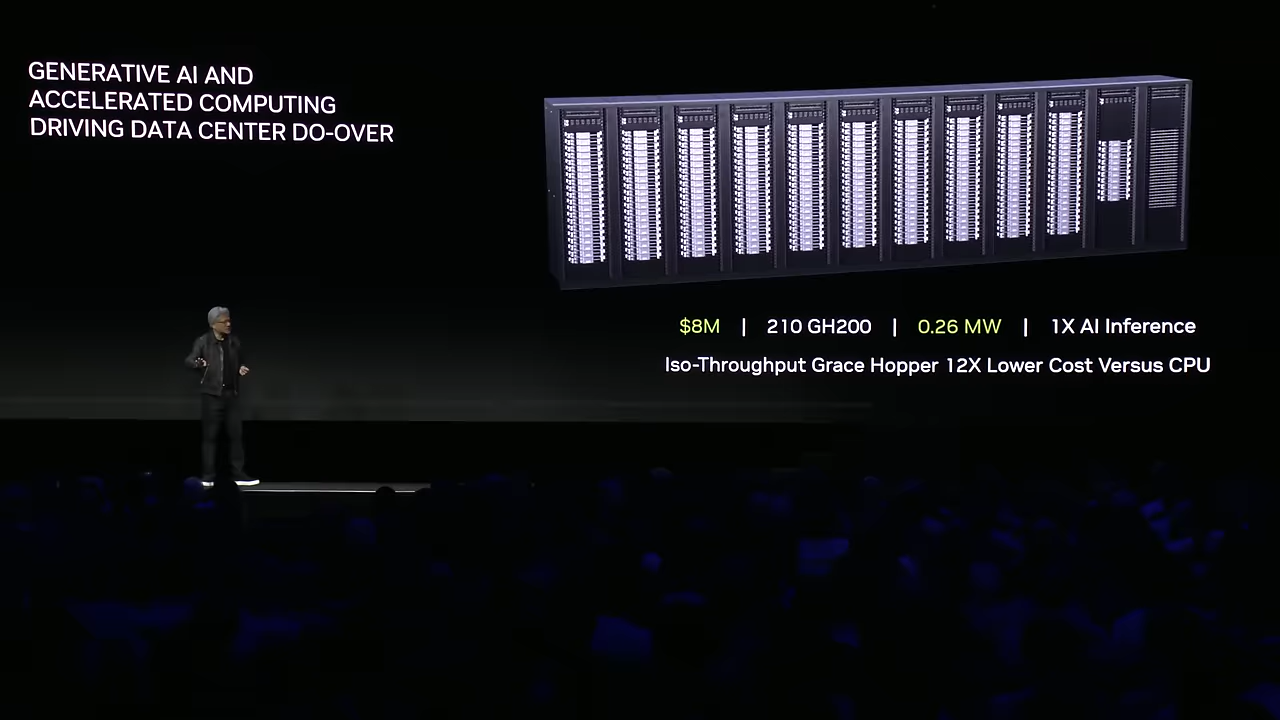 GENERATIVE AI AND
ACCELERATED COMPUTING
DRIVING DATA CENTER DO-OVER
$8M | 210 GH200 | 0.26 MW | 1X AI Inference
Iso-Throughput Grace Hopper 12X Lower Cost Versus CPU